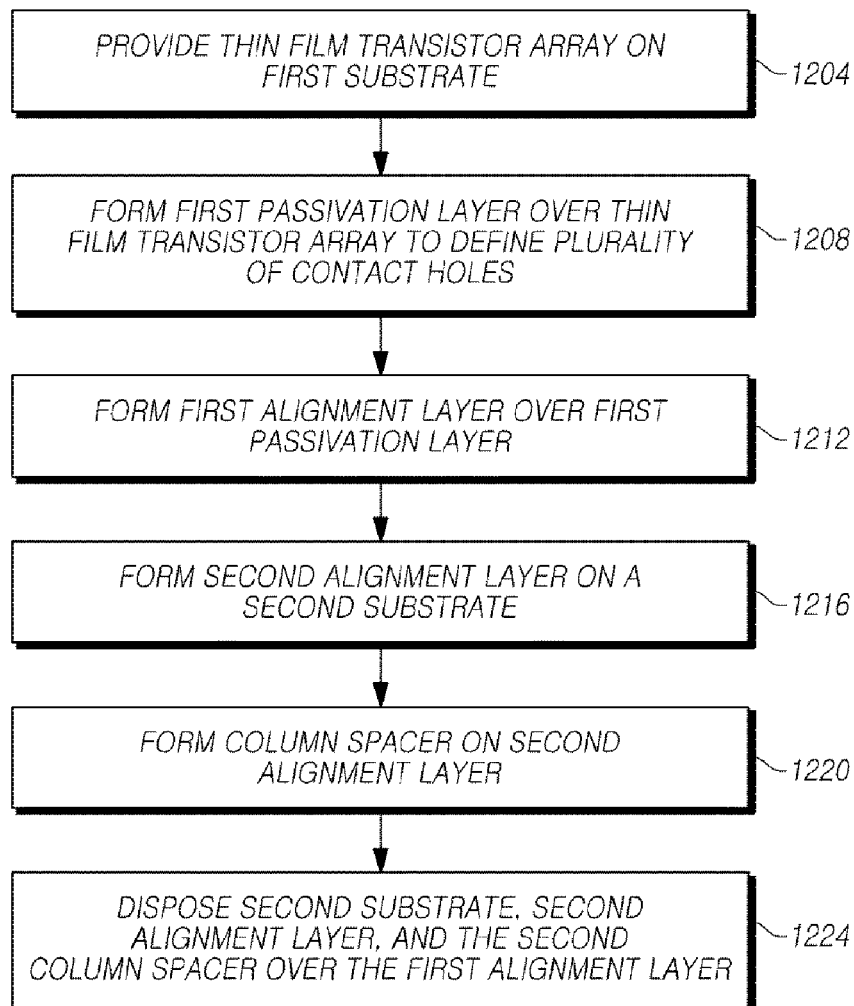 PROVIDE THIN FILM TRANSISTOR ARRAY ON
FIRST SUBSTRATE
1204
FORM FIRST PASSIVATION LAYER OVER THIN
FILM TRANSISTOR ARRAY TO DEFINE PLURALITY
OF CONTACT HOLES
1208
FORM FIRST ALIGNMENT LAYER OVER FIRST
PASSIVATION LAYER
1212
FORM SECOND ALIGNMENT LAYER ON A
SECOND SUBSTRATE
1216
FORM COLUMN SPACER ON SECOND
ALIGNMENT LAYER
1220
DISPOSE SECOND SUBSTRATE, SECOND
ALIGNMENT LAYER, AND THE SECOND
COLUMN SPACER OVER THE FIRST ALIGNMENT LAYER
1224